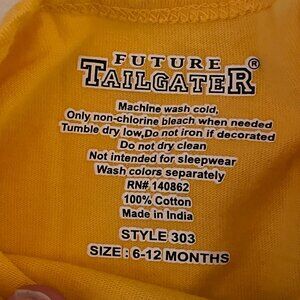 FUTURE
TAILGATER®
Machine wash cold.
Only non-chlorine bleach when needed
Tumble dry low,Do not iron if decorated
Do not dry clean
Not intended for sleepwear
Wash colors separately
RN# 140862
100% Cotton
Made in India
STYLE 303
SIZE : 6-12 MONTHS